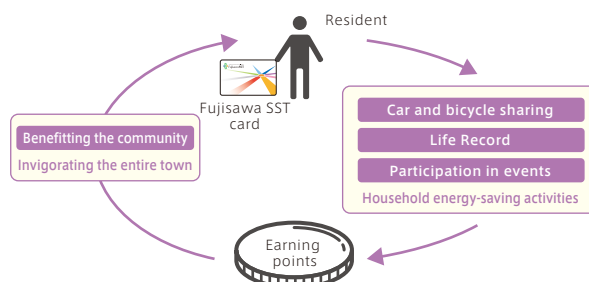 Resident
Fujisawa SST
card
Car and bicycle sharing
Life Record
Participation in events
Household energy-saving activities
Earning
points
Benefitting the community
Invigorating the entire town